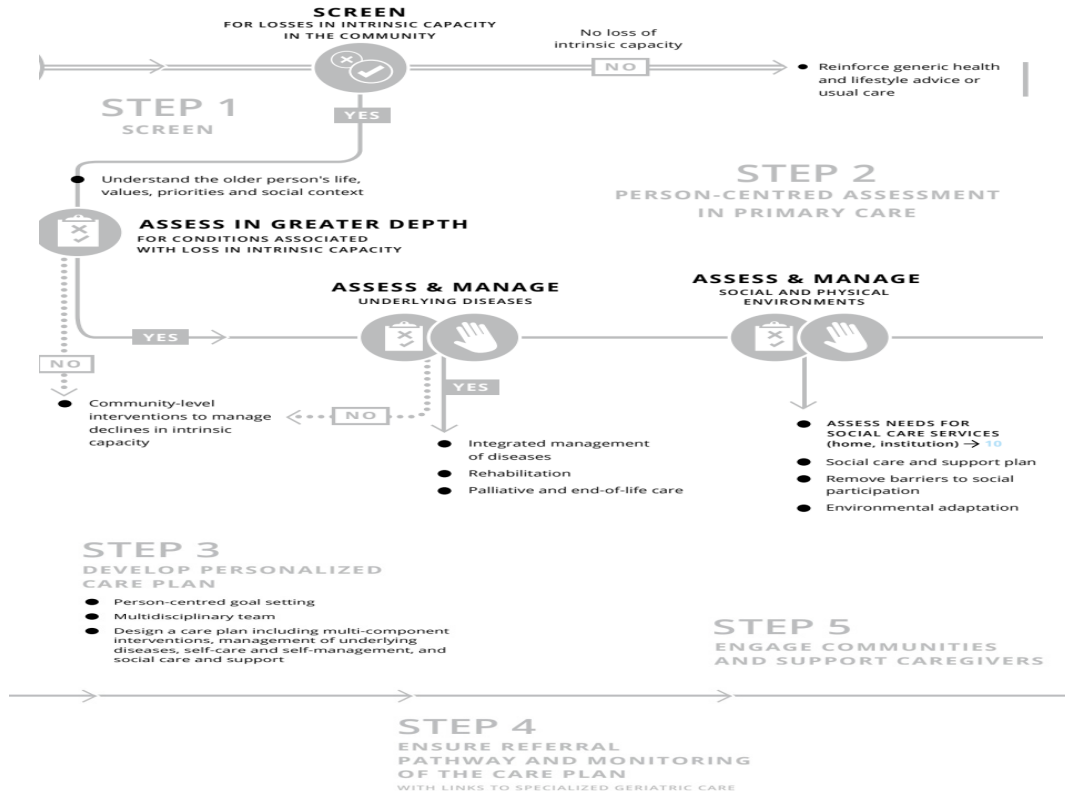 SCREEN
FOR LOSSES IN INTRINSIC CAPACITY
IN THE COMMUNITY
No loss of
intrinsic capacity
NO
Reinforce generic health
and lifestyle advice or
usual care
STEP 1
SCREEN
YES
Understand the older person's life,
values, priorities and social context
STEP 2
PERSON-CENTRED ASSESSMENT
IN PRIMARY CARE
ASSESS IN GREATER DEPTH
FOR CONDITIONS ASSOCIATED
WITH LOSS IN INTRINSIC CAPACITY
ASSESS & MANAGE
UNDERLYING DISEASES
ASSESS & MANAGE
SOCIAL AND PHYSICAL
ENVIRONMENTS
YES
NO
Community-level
interventions to manage
declines in intrinsic
capacity
NO
YES
Integrated management
of diseases
Rehabilitation
Palliative and end-of-life care
ASSESS NEEDS FOR
SOCIAL CARE SERVICES
(home, institution) → 10
Social care and support plan
Remove barriers to social
participation
Environmental adaptation
STEP 3
DEVELOP PERSONALIZED
CARE PLAN
Person-centred goal setting
Multidisciplinary team
Design a care plan including multi-component
interventions, management of underlying
diseases, self-care and self-management, and
social care and support
STEP 5
ENGAGE COMMUNITIES
AND SUPPORT CAREGIVERS
STEP 4
ENSURE REFERRAL
PATHWAY AND MONITORING
OF THE CARE PLAN
WITH LINKS TO SPECIALIZED GERIATRIC CARE